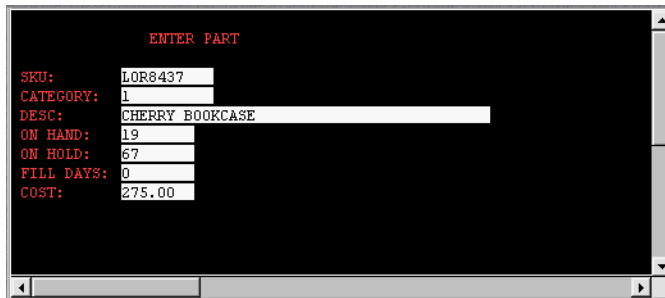 ENTER PART
SKU: LOR8437
CATEGORY: 1
DESC: CHERRY BOOKCASE
ON HAND: 19
ON HOLD: 67
FILL DAYS: 0
COST: 275.00